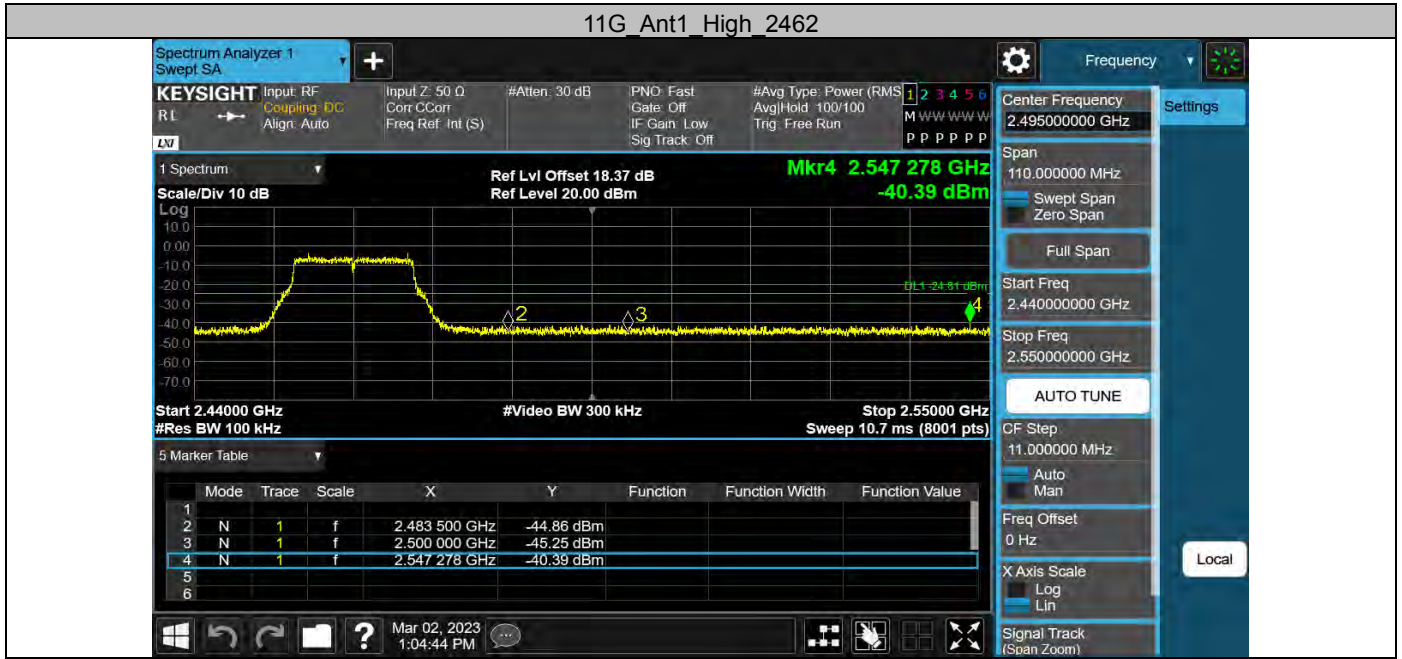 11G_Ant1_High_2462
Spectrum Analyzer 1
Swept SA
+
Frequency
KEYSIGHT
RL
LXI
Input: RF
Coupling: DC
Align: Auto
Input Z: 50 Ω
Corr CCorr
Freq Ref: Int (S)
#Atten: 30 dB
PNO: Fast
Gate: Off
IF Gain: Low
Sig Track: Off
#Avg Type: Power (RMS
Avg|Hold: 100/100
Trig: Free Run
1 2 3 4 5 6
M W W W W W
P P P P P P
1 Spectrum
Scale/Div 10 dB
Ref Lvl Offset 18.37 dB
Ref Level 20.00 dBm
Mkr4 2.547 278 GHz
-40.39 dBm
Log
10.0
0.00
-10.0
-20.0
-30.0
-40.0
-50.0
-60.0
-70.0
DL1 -24.81 dBm
2
3
4
Start 2.44000 GHz
#Video BW 300 kHz
Stop 2.55000 GHz
#Res BW 100 kHz
Sweep 10.7 ms (8001 pts)
5 Marker Table
Mode Trace Scale X Y Function Function Width Function Value
1
2 N 1 f 2.483 500 GHz -44.86 dBm
3 N 1 f 2.500 000 GHz -45.25 dBm
4 N 1 f 2.547 278 GHz -40.39 dBm
5
6
?
Mar 02, 2023
1:04:44 PM
Center Frequency
2.495000000 GHz
Settings
Span
110.000000 MHz
Swept Span
Zero Span
Full Span
Start Freq
2.440000000 GHz
Stop Freq
2.550000000 GHz
AUTO TUNE
CF Step
11.000000 MHz
Auto
Man
Freq Offset
0 Hz
X Axis Scale
Log
Lin
Signal Track
(Span Zoom)
Local